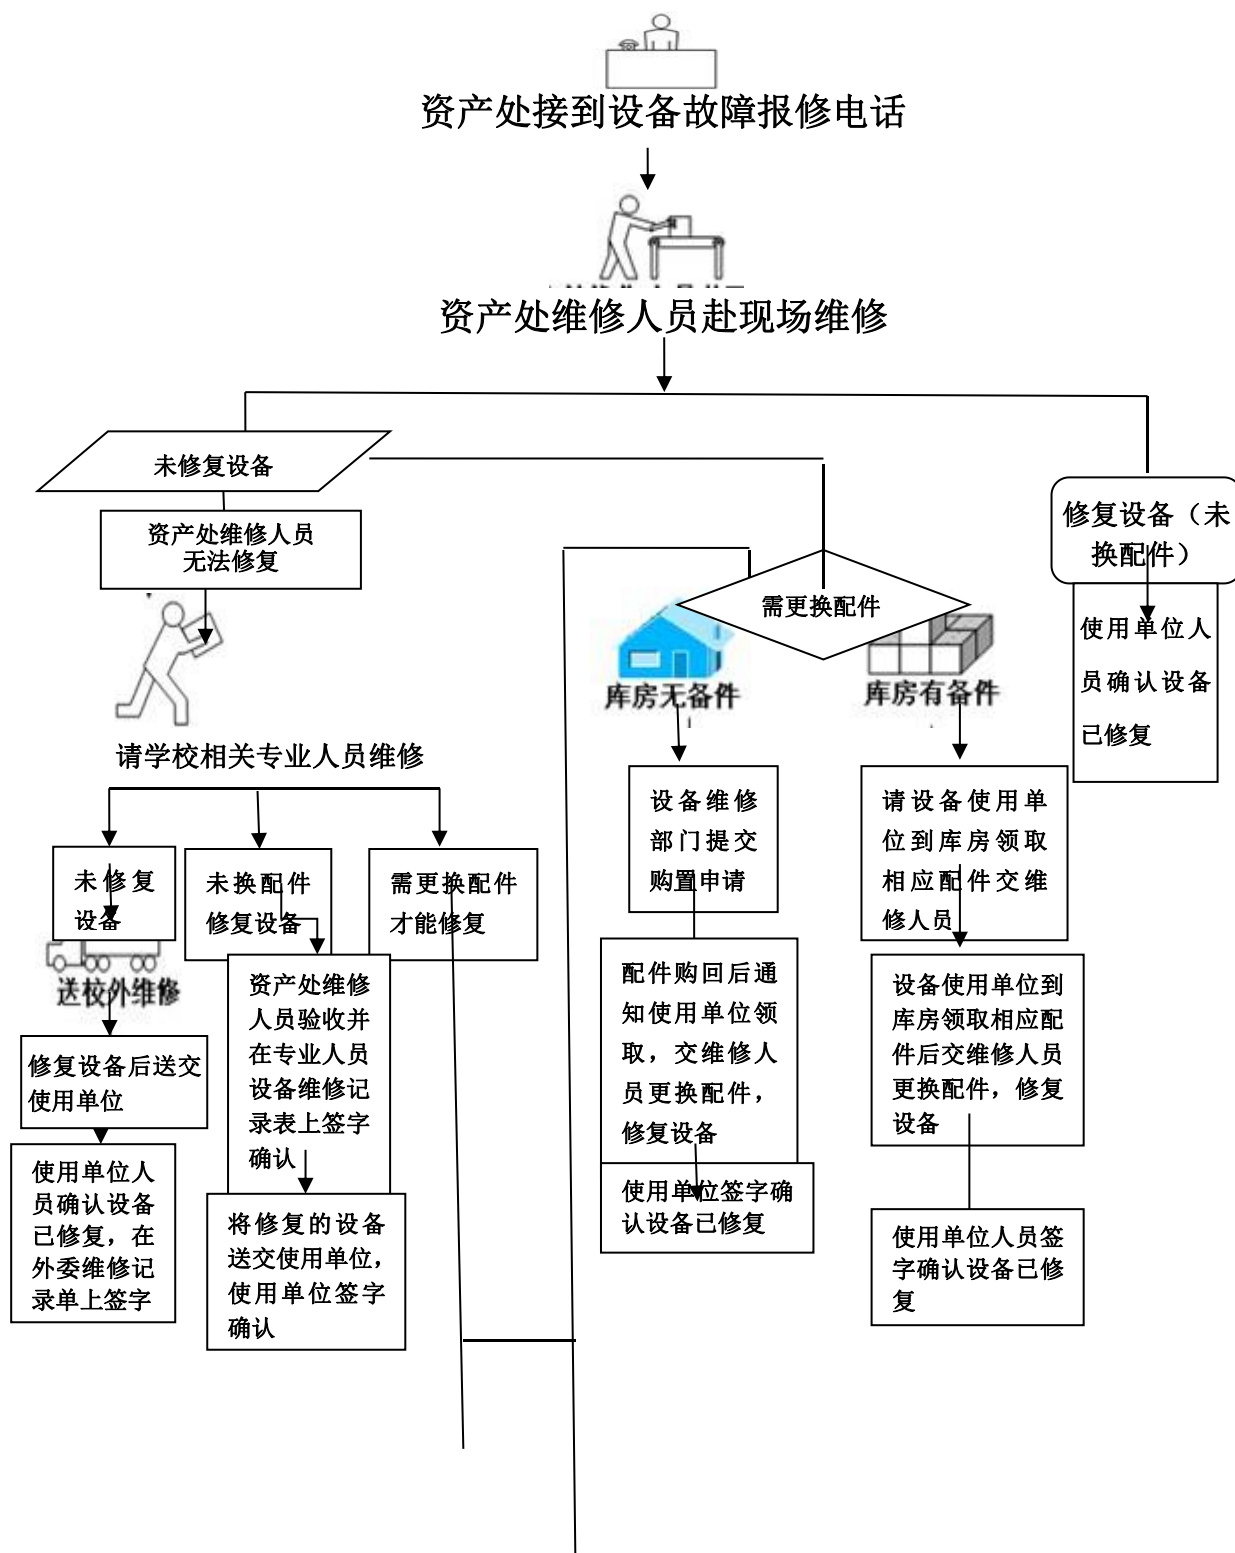 资产处接到设备故障报修电话
资产处维修人员赴现场维修
未修复设备
资产处维修人员
无法修复
修复设备（未
换配件）
需更换配件
使用单位人
员确认设备
已修复
库房无备件
库房有备件
请学校相关专业人员维修
未修复
设备
未换配件
修复设备
需更换配件
才能修复
设备维修
部门提交
购置申请
请设备使用单
位到库房领取
相应配件交维
修人员
送校外维修
修复设备后送交
使用单位
使用单位人
员确认设备
已修复，在
外委维修记
录单上签字
资产处维修
人员验收并
在专业人员
设备维修记
录表上签字
确认
将修复的设备
送交使用单位，
使用单位签字
确认
配件购回后通
知使用单位领
取，交维修人
员更换配件，
修复设备
使用单位签字确
认设备已修复
设备使用单位到
库房领取相应配
件后交维修人员
更换配件，修复
设备
使用单位人员签
字确认设备已修
复